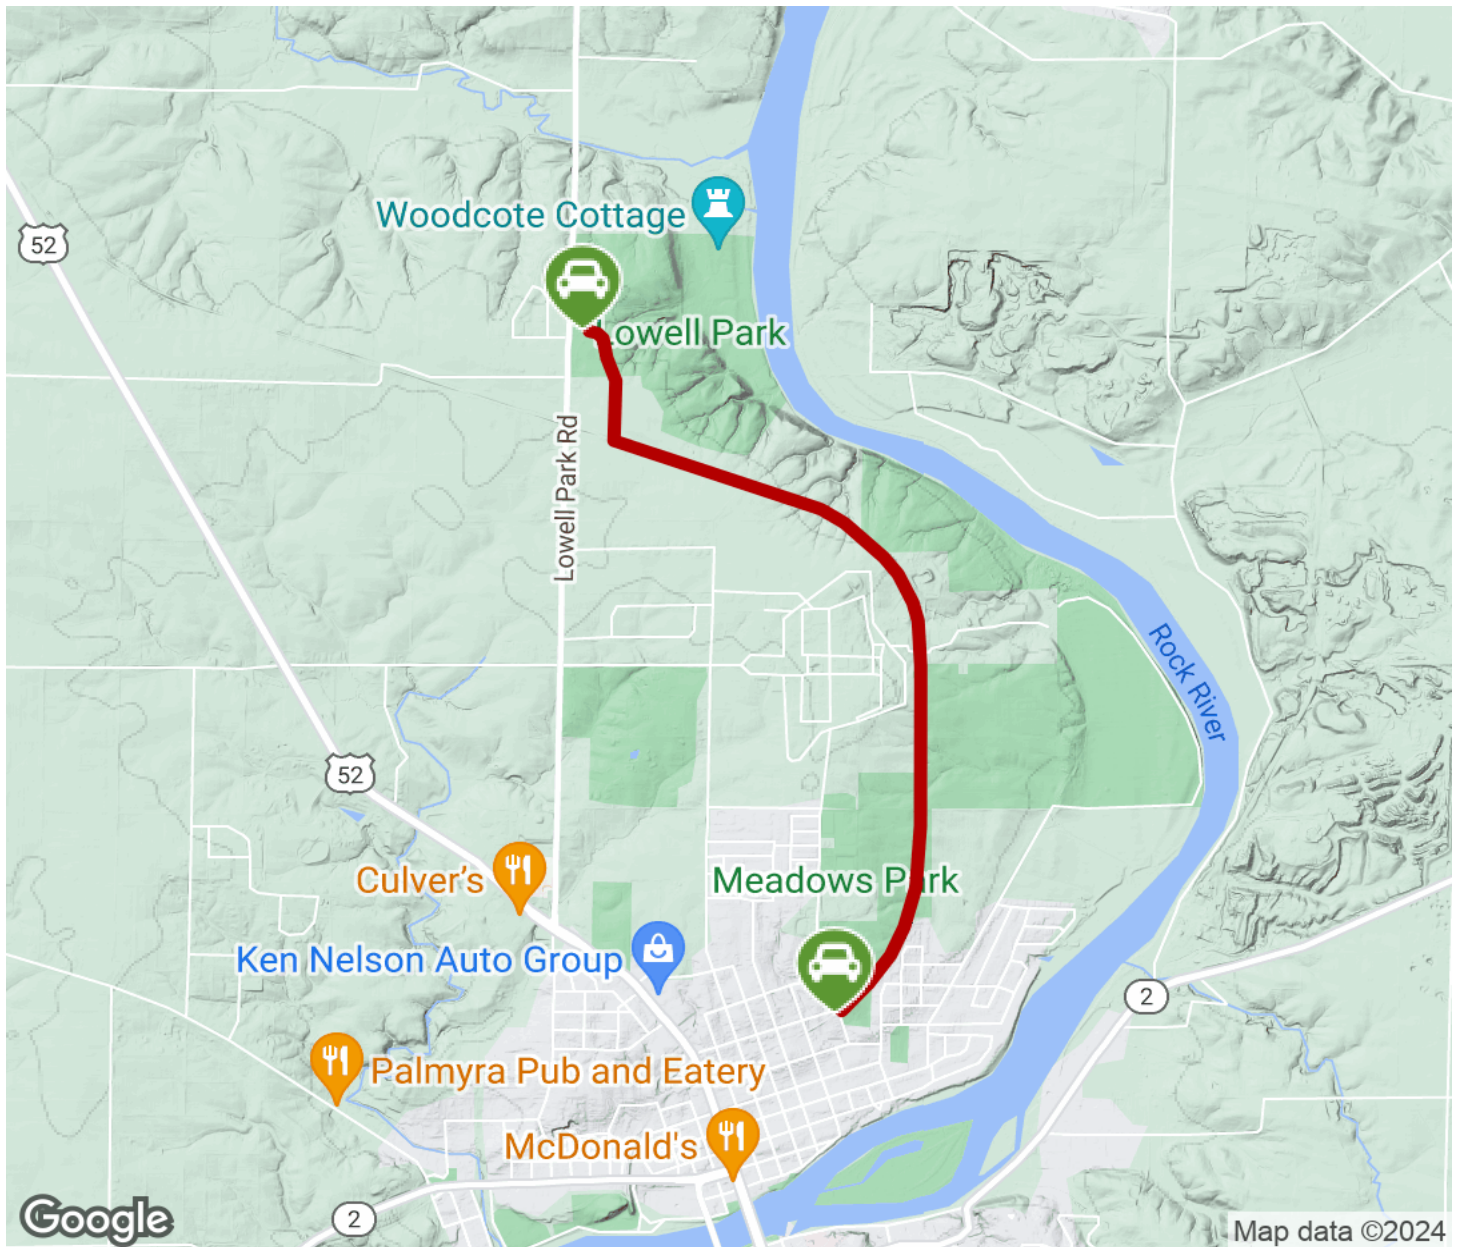 Woodcote Cottage
52
Lowell Park
Lowell Park Rd
Rock River
52
Culver's
Meadows Park
Ken Nelson Auto Group
2
Palmyra Pub and Eatery
McDonald's
2
Google
Map data ©2024